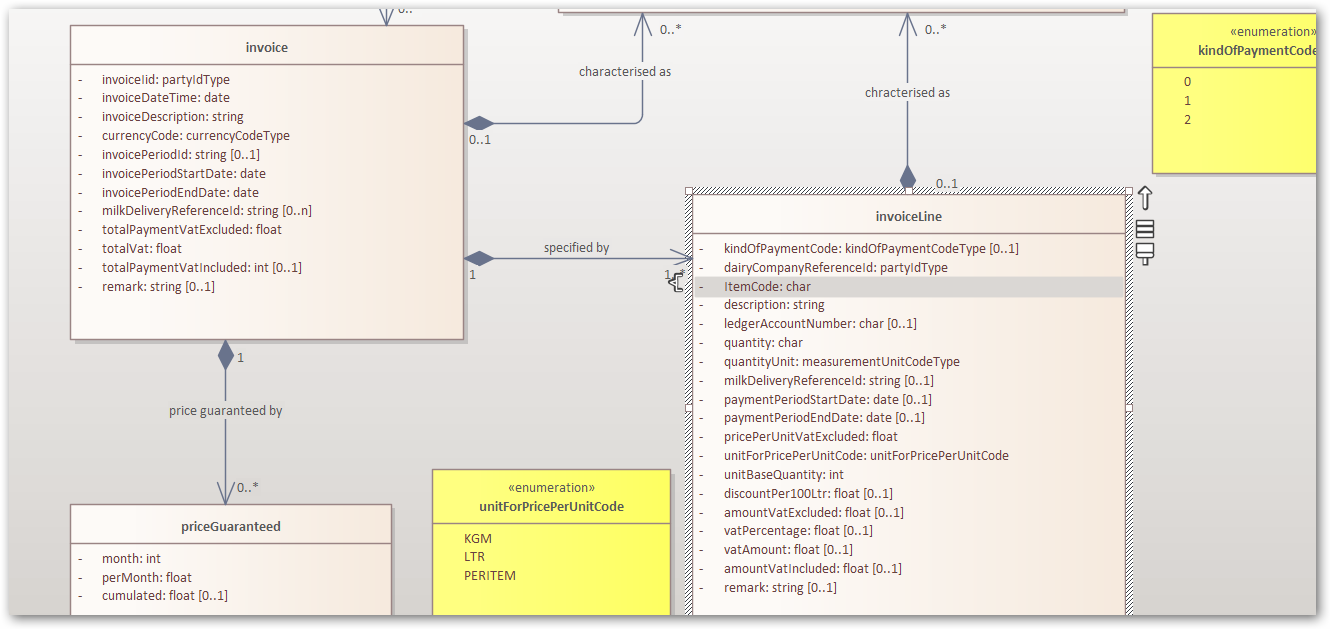 0..
invoice
- invoiceIid: partyIdType
- invoiceDateTime: date
- invoiceDescription: string
- currencyCode: currencyCodeType
- invoicePeriodId: string [0..1]
- invoicePeriodStartDate: date
- invoicePeriodEndDate: date
- milkDeliveryReferenceId: string [0..n]
- totalPaymentVatExcluded: float
- totalVat: float
- totalPaymentVatIncluded: int [0..1]
- remark: string [0..1]
0..*
characterised as
0..1
0..*
chracterised as
0..1
«enumeration»
kindOfPaymentCode
0
1
2
specified by
1
1..*
invoiceLine
- kindOfPaymentCode: kindOfPaymentCodeType [0..1]
- dairyCompanyReferenceId: partyIdType
- ItemCode: char
- description: string
- ledgerAccountNumber: char [0..1]
- quantity: char
- quantityUnit: measurementUnitCodeType
- milkDeliveryReferenceId: string [0..1]
- paymentPeriodStartDate: date [0..1]
- paymentPeriodEndDate: date [0..1]
- pricePerUnitVatExcluded: float
- unitForPricePerUnitCode: unitForPricePerUnitCode
- unitBaseQuantity: int
- discountPer100Ltr: float [0..1]
- amountVatExcluded: float [0..1]
- vatPercentage: float [0..1]
- vatAmount: float [0..1]
- amountVatIncluded: float [0..1]
- remark: string [0..1]
1
price guaranteed by
0..*
priceGuaranteed
- month: int
- perMonth: float
- cumulated: float [0..1]
«enumeration»
unitForPricePerUnitCode
KGM
LTR
PERITEM